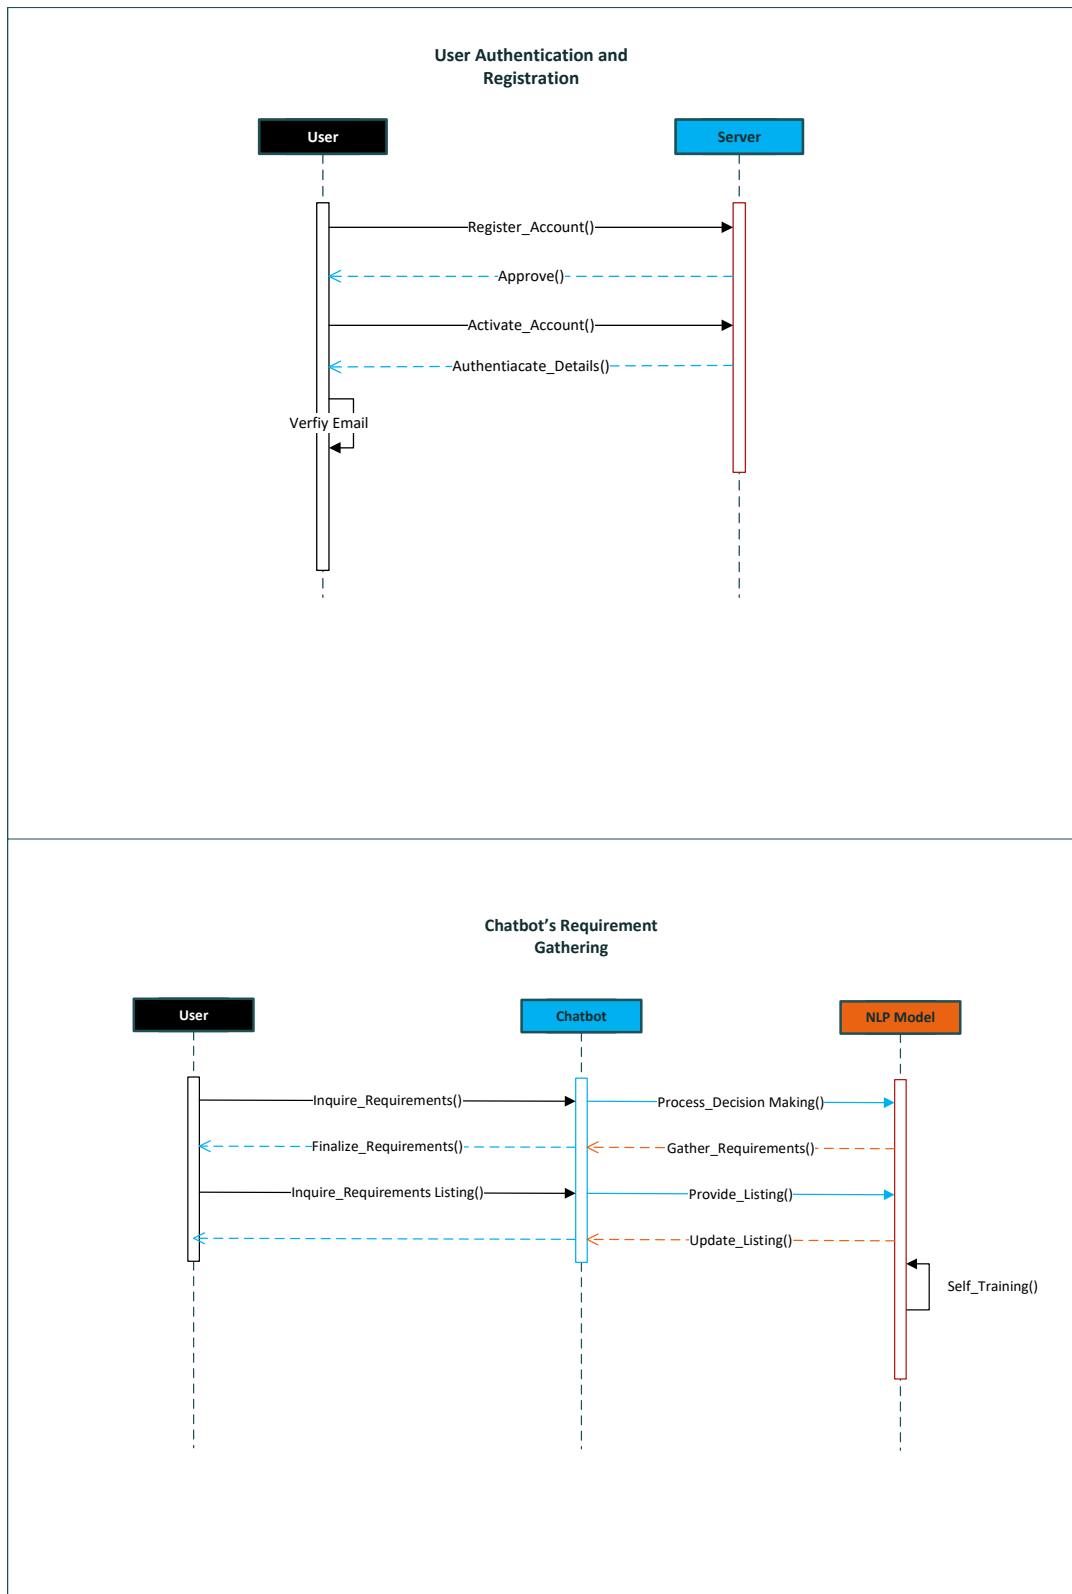 User Authentication and
Registration
User
Server
Register_Account()
Approve()
Activate_Account()
Authentiacate_Details()
Verfiy Email
Chatbot’s Requirement
Gathering
User
Chatbot
NLP Model
Inquire_Requirements()
Process_Decision Making()
Finalize_Requirements()
Gather_Requirements()
Inquire_Requirements Listing()
Provide_Listing()
Update_Listing()
Self_Training()